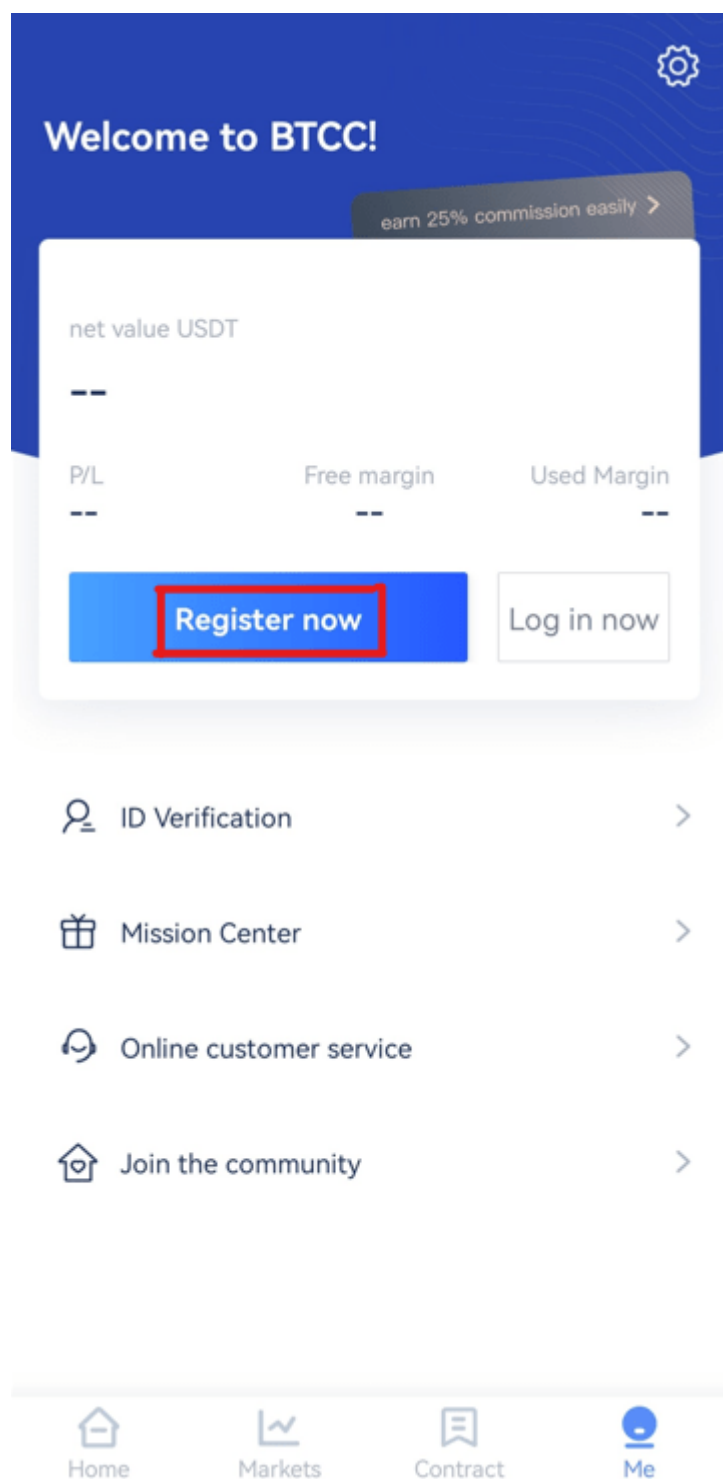 Welcome to BTCC!
earn 25% commission easily >
net value USDT
--
P/L Free margin Used Margin
-- -- --
Register now Log in now
ID Verification >
Mission Center >
Online customer service >
Join the community >
Home Markets Contract Me